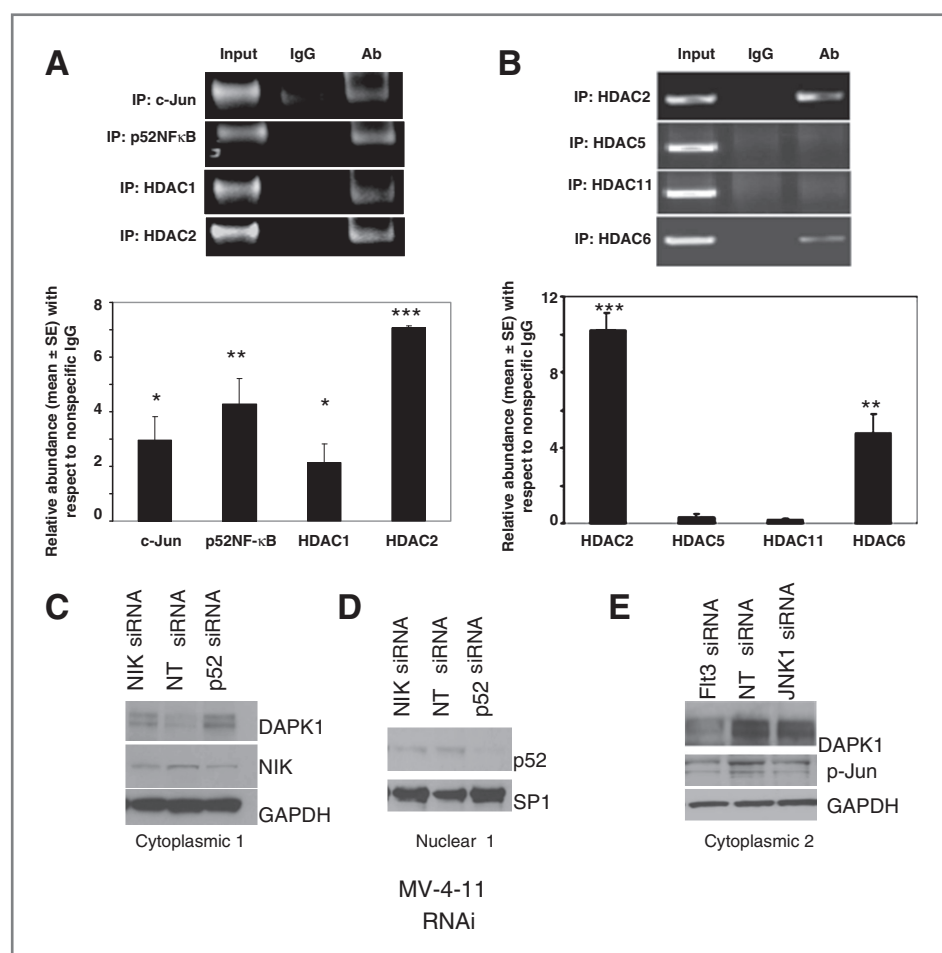 A
Input IgG Ab
IP: c-Jun
IP: p52NFκB
IP: HDAC1
IP: HDAC2
Relative abundance (mean ± SE) with
respect to nonspecific IgG
8
6
4
2
0
*
**
*
***
c-Jun p52NF-κB HDAC1 HDAC2
B
Input IgG Ab
IP: HDAC2
IP: HDAC5
IP: HDAC11
IP: HDAC6
Relative abundance (mean ± SE) with
respect to nonspecific IgG
12
8
4
0
***
**
HDAC2 HDAC5 HDAC11 HDAC6
C
NIK siRNA
NT siRNA
p52 siRNA
DAPK1
NIK
GAPDH
Cytoplasmic 1
D
NIK siRNA
NT siRNA
p52 siRNA
p52
SP1
Nuclear 1
E
Flt3 siRNA
NT siRNA
JNK1 siRNA
DAPK1
p-Jun
GAPDH
Cytoplasmic 2
MV-4-11
RNAi